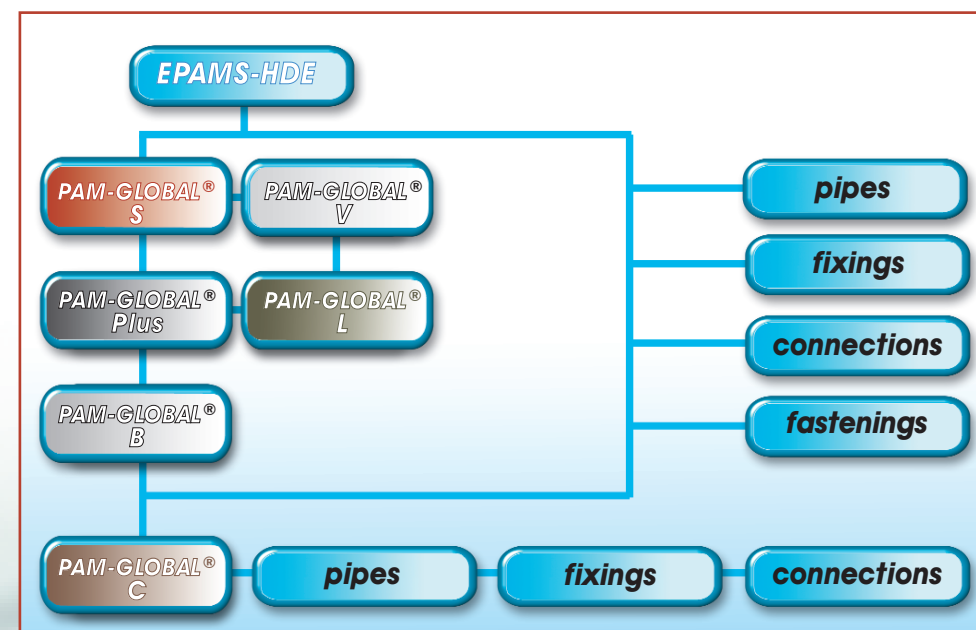 EPAMS-HDE
PAM-GLOBAL®
S
PAM-GLOBAL®
V
pipes
fixings
PAM-GLOBAL®
Plus
PAM-GLOBAL®
L
connections
PAM-GLOBAL®
B
fastenings
PAM-GLOBAL®
C
pipes
fixings
connections